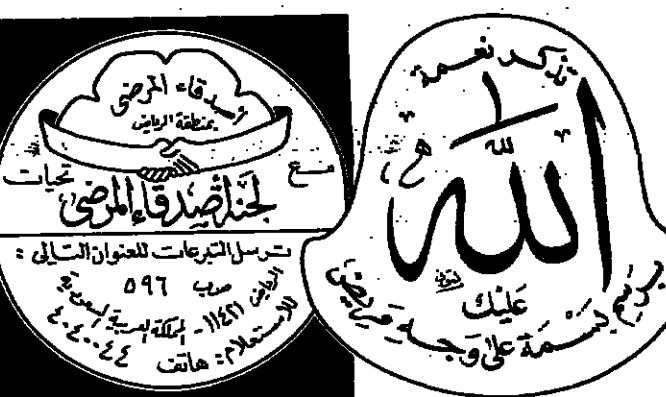 تذكر نعمة
الله
عليك
برسم بسمة على وجه مريض
أصدقاء المرضى
بمنطقة الرياض
مع تحيات
لجنة أصدقاء المرضى
ترسل التبرعات للعنوان التالي :
ص.ب ٥٩٦
الرياض ١١٤٢١ - المملكة العربية السعودية
للاستعلام : هاتف ٤٠٤٠٠٤٤